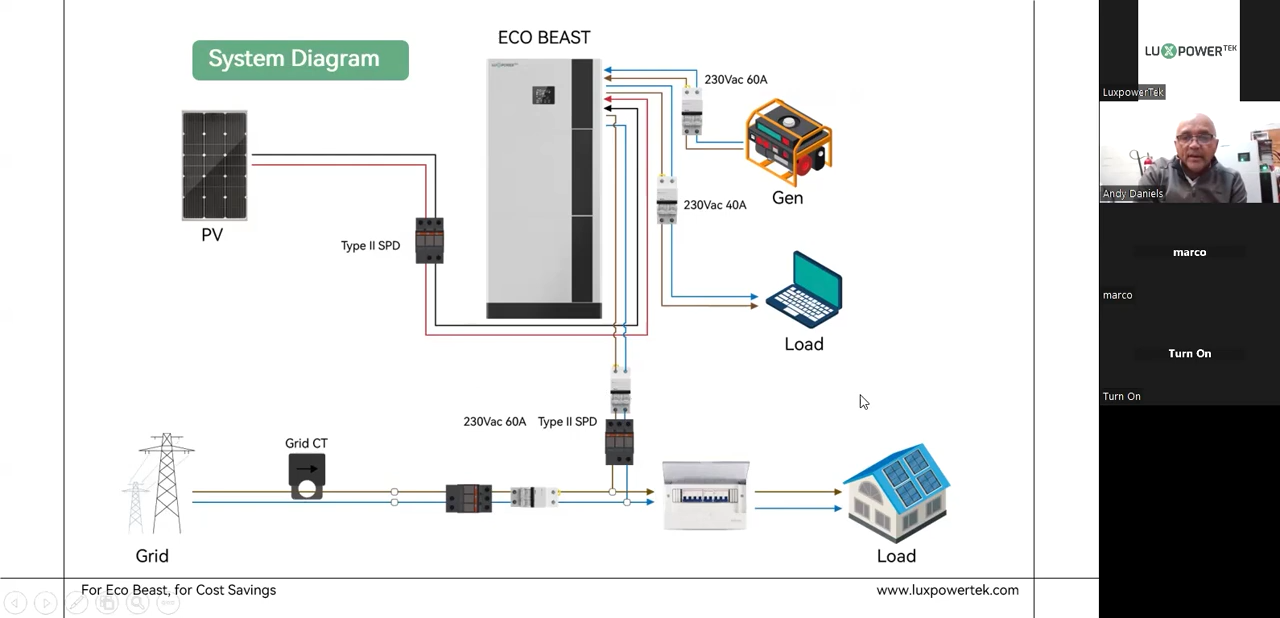 System Diagram
ECO BEAST
LUXPOWERTEK
230Vac 60A
Gen
PV
Type II SPD
230Vac 40A
Load
230Vac 60A
Type II SPD
Grid CT
Grid
Load
For Eco Beast, for Cost Savings
www.luxpowertek.com
LUXPOWERTEK
LuxpowerTek
Andy Daniels
marco
marco
Turn On
Turn On